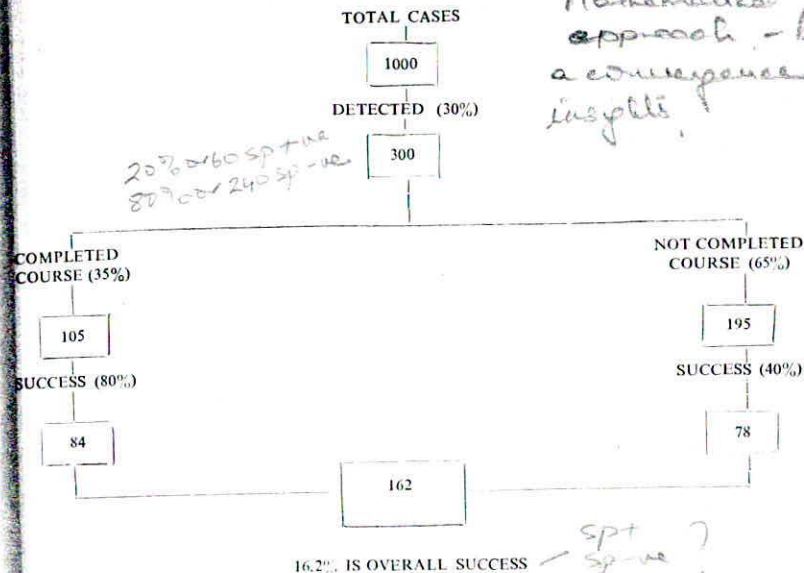 TOTAL CASES
approach -
insights
1000
DETECTED (30%)
300
20% or 60 sp+ve
80% or 240 sp-ve
COMPLETED COURSE (35%)
NOT COMPLETED COURSE (65%)
105
195
SUCCESS (80%)
SUCCESS (40%)
84
78
162
16.2% IS OVERALL SUCCESS
sp+ ?
sp-ve